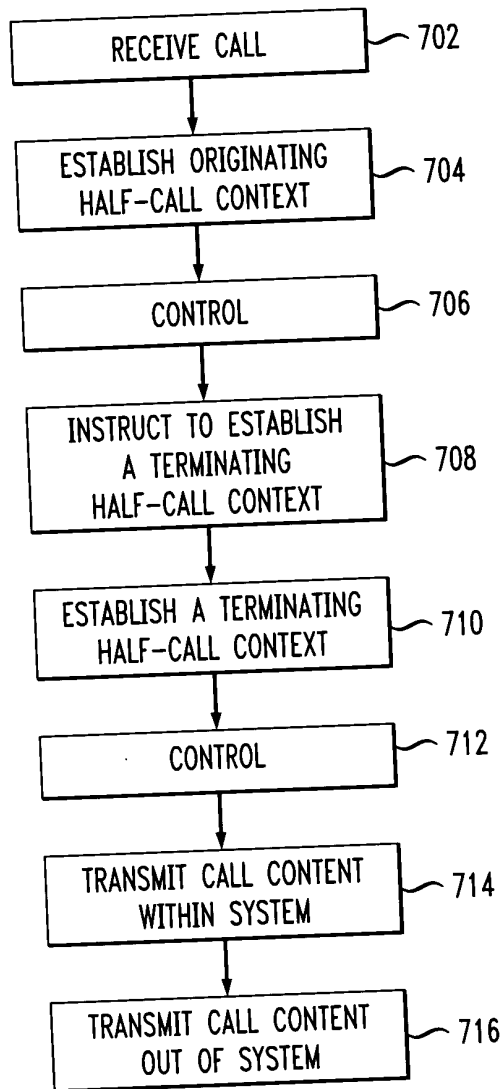 RECEIVE CALL
702
ESTABLISH ORIGINATING
HALF-CALL CONTEXT
704
CONTROL
706
INSTRUCT TO ESTABLISH
A TERMINATING
HALF-CALL CONTEXT
708
ESTABLISH A TERMINATING
HALF-CALL CONTEXT
710
CONTROL
712
TRANSMIT CALL CONTENT
WITHIN SYSTEM
714
TRANSMIT CALL CONTENT
OUT OF SYSTEM
716